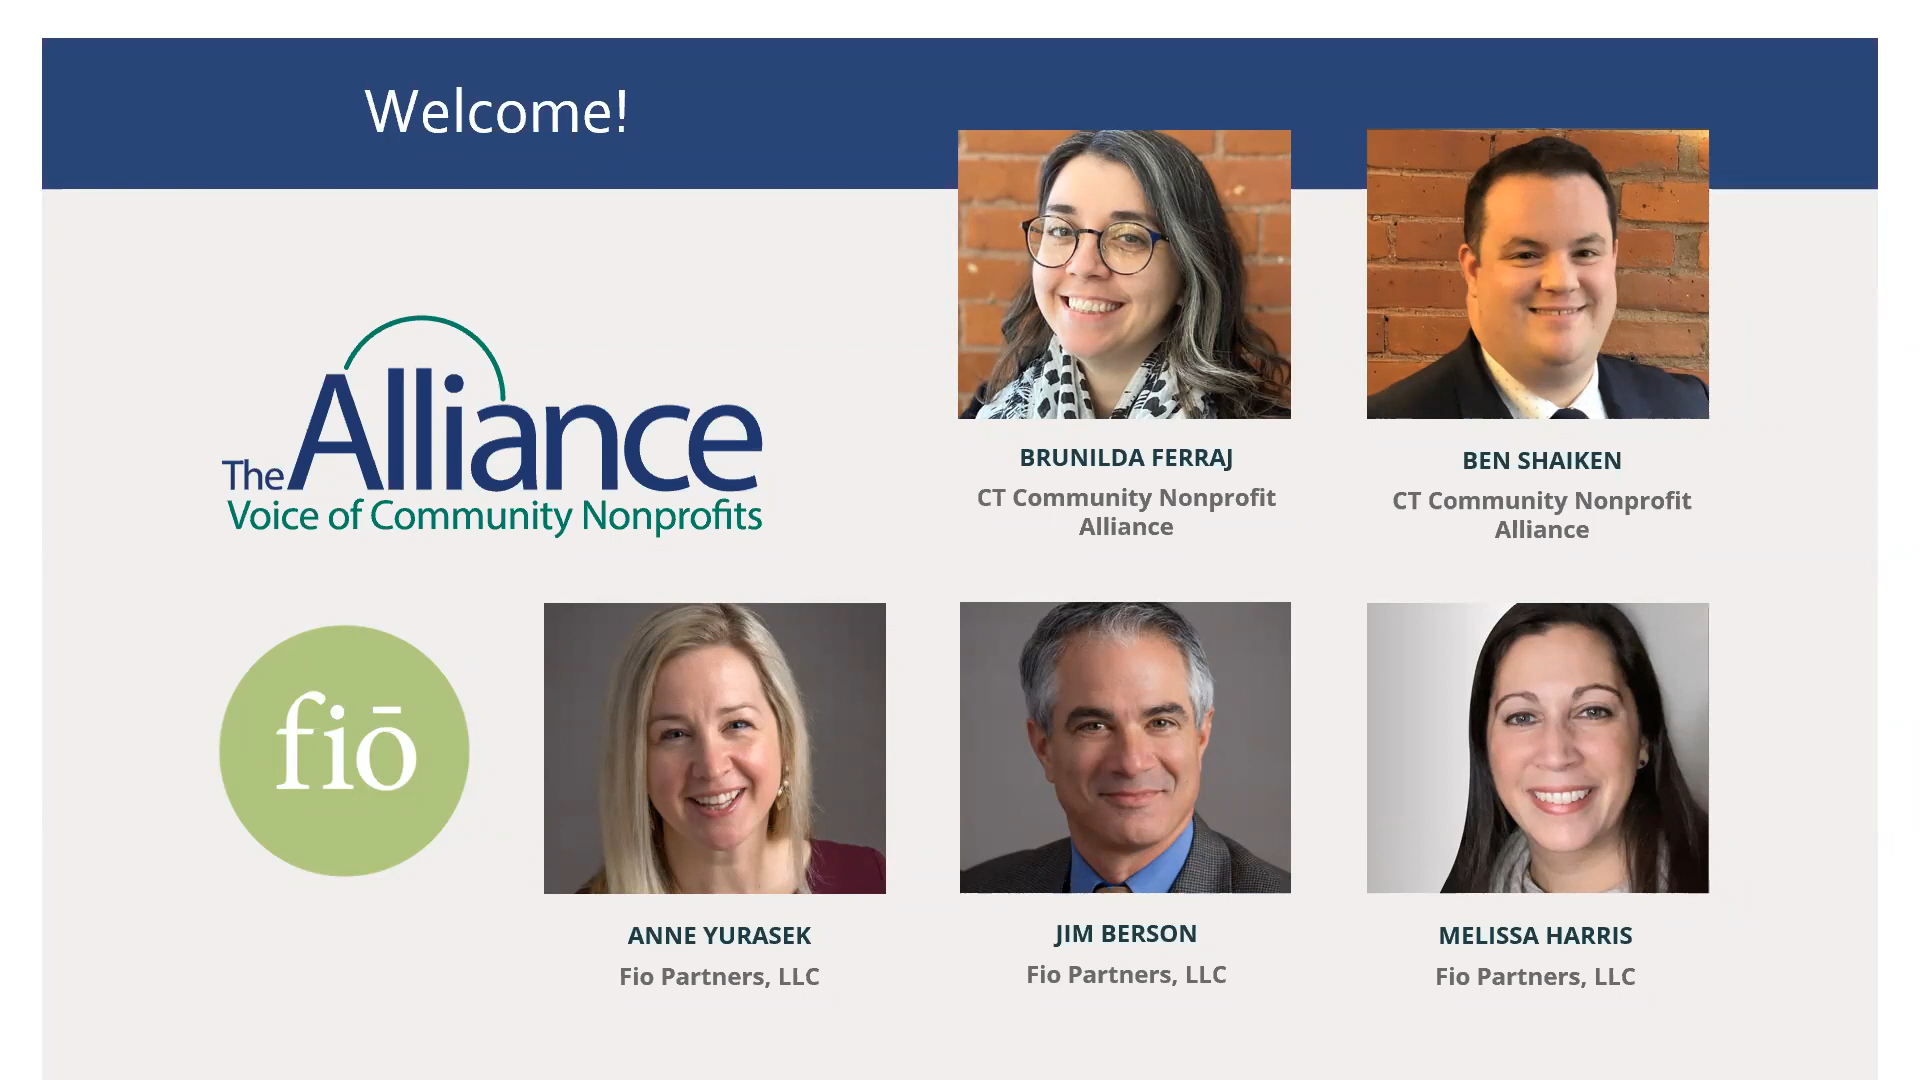 Welcome!
The Alliance
Voice of Community Nonprofits
BRUNILDA FERRAJ
CT Community Nonprofit
Alliance
BEN SHAIKEN
CT Community Nonprofit
Alliance
fiō
ANNE YURASEK
Fio Partners, LLC
JIM BERSON
Fio Partners, LLC
MELISSA HARRIS
Fio Partners, LLC